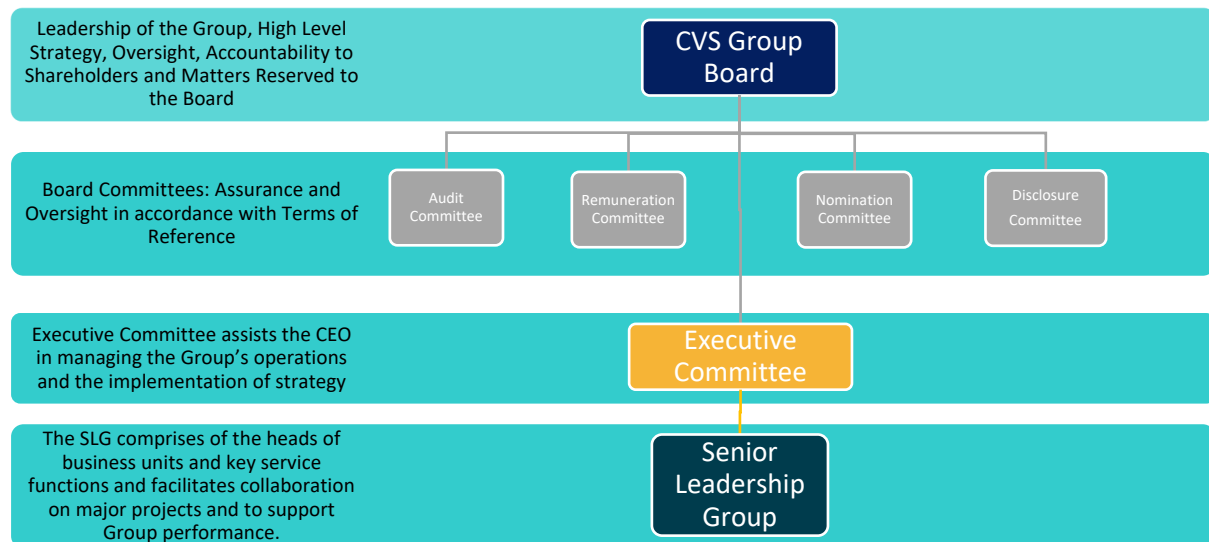 Leadership of the Group, High Level
Strategy, Oversight, Accountability to
Shareholders and Matters Reserved to
the Board
CVS Group
Board
Board Committees: Assurance and
Oversight in accordance with Terms of
Reference
Audit
Committee
Remuneration
Committee
Nomination
Committee
Disclosure
Committee
Executive Committee assists the CEO
in managing the Group’s operations
and the implementation of strategy
Executive
Committee
The SLG comprises of the heads of
business units and key service
functions and facilitates collaboration
on major projects and to support
Group performance.
Senior
Leadership
Group